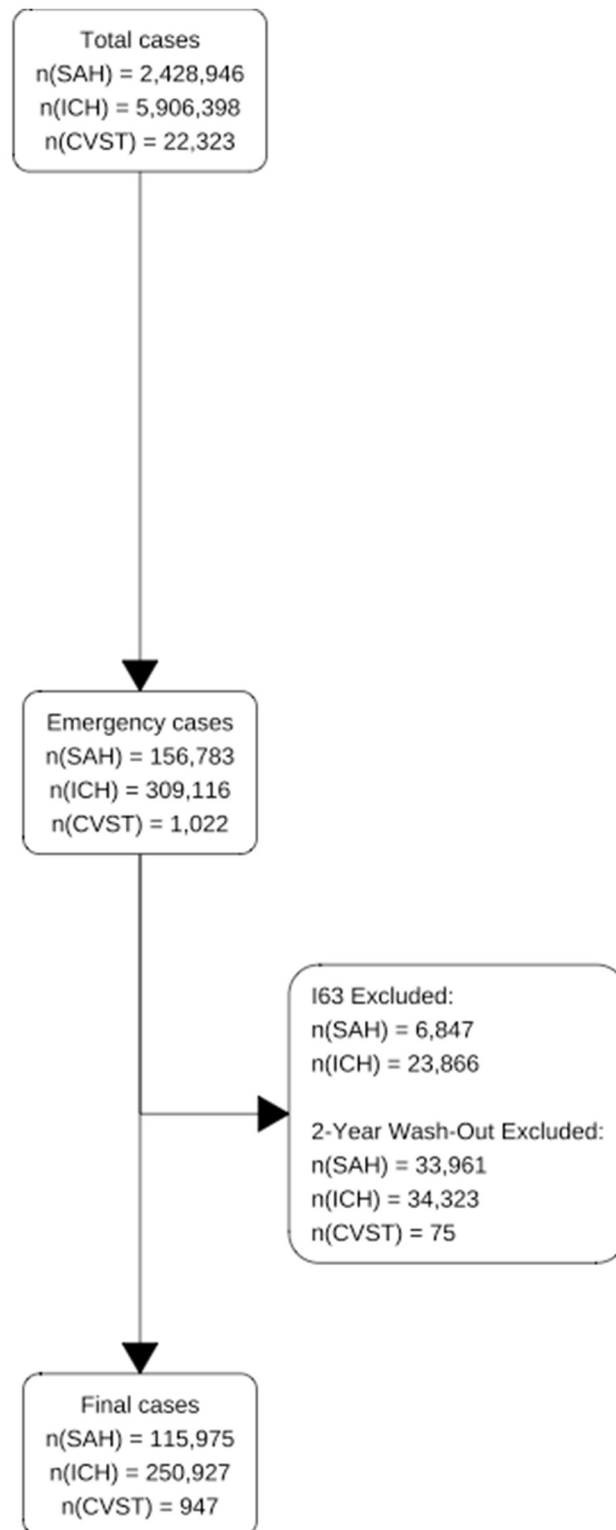 Total cases
n(SAH) = 2,428,946
n(ICH) = 5,906,398
n(CVST) = 22,323
Emergency cases
n(SAH) = 156,783
n(ICH) = 309,116
n(CVST) = 1,022
I63 Excluded:
n(SAH) = 6,847
n(ICH) = 23,866
2-Year Wash-Out Excluded:
n(SAH) = 33,961
n(ICH) = 34,323
n(CVST) = 75
Final cases
n(SAH) = 115,975
n(ICH) = 250,927
n(CVST) = 947